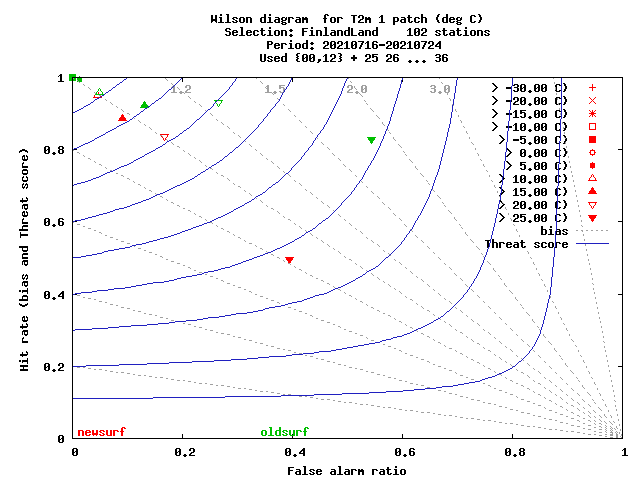 Wilson diagram  for T2m 1 patch (deg C)
Selection: FinlandLand    102 stations
Period: 20210716-20210724
Used {00,12} + 25 26 ... 36
1
0.8
0.6
0.4
0.2
0
Hit rate (bias and Threat score)
1.2
1.5
2.0
3.0
> -30.00 C)
> -20.00 C)
> -15.00 C)
> -10.00 C)
> -5.00 C)
> 0.00 C)
> 5.00 C)
> 10.00 C)
> 15.00 C)
> 20.00 C)
> 25.00 C)
bias
Threat score
newsurf
oldsurf
0
0.2
0.4
0.6
0.8
1
False alarm ratio